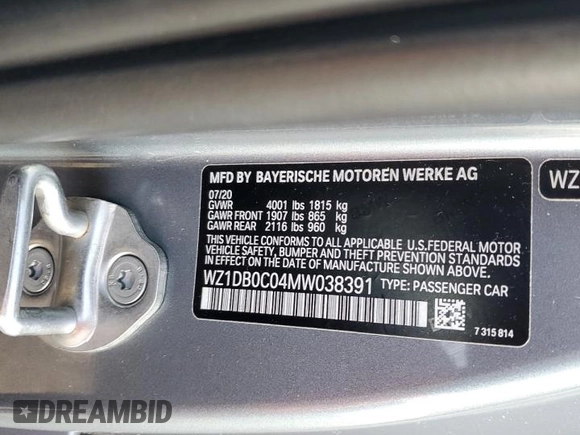 MFD BY BAYERISCHE MOTOREN WERKE AG
07/20
GVWR 4001 lbs 1815 kg
GAWR FRONT 1907 lbs 865 kg
GAWR REAR 2116 lbs 960 kg
THIS VEHICLE CONFORMS TO ALL APPLICABLE U.S.FEDERAL MOTOR
VEHICLE SAFETY, BUMPER AND THEFT PREVENTION STANDARDS
IN EFFECT ON THE DATE OF MANUFACTURE SHOWN ABOVE.
WZ1DB0C04MW038391 TYPE: PASSENGER CAR
7 315 814
WZ
DREAMBID